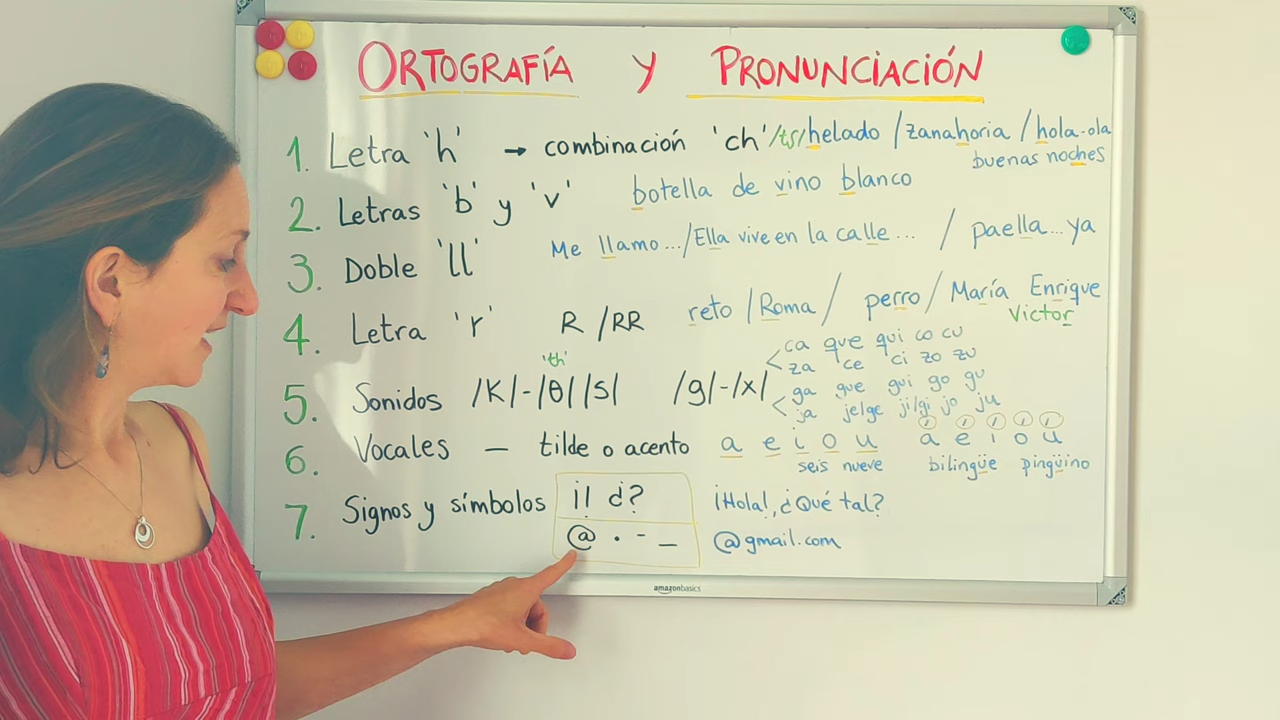 ORTOGRAFÍA Y PRONUNCIACIÓN
1. Letra 'h' → combinación 'ch' /tʃ/ helado / zanahoria / hola-ola
buenas noches
2. Letras 'b' y 'v' botella de vino blanco
3. Doble 'll' Me llamo... / Ella vive en la calle... / paella...ya
4. Letra 'r' R / RR reto / Roma / perro / María Enrique
Victor
'th'
5. Sonidos /K/-/θ/ /s/ /g/-/x/
ca que qui co cu
za ce ci zo zu
ga gue gui go gu
ja je/ge ji/gi jo ju
6. Vocales — tilde o acento a e i o u á é í ó ú
seis nueve bilingüe pingüino
7. Signos y símbolos ¡! ¿? ¡Hola!, ¿Qué tal?
@ . - _ @gmail.com
amazonbasics